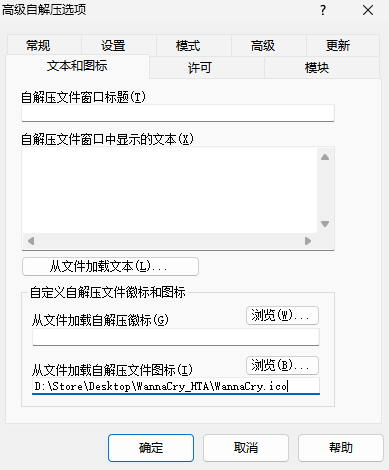 高级自解压选项
常规 设置 模式 高级 更新
文本和图标 许可 模块
自解压文件窗口标题(T)
自解压文件窗口中显示的文本(X)
从文件加载文本(L)...
自定义自解压文件徽标和图标
从文件加载自解压徽标(G) 浏览(W)...
从文件加载自解压文件图标(I) 浏览(B)...
D:\Store\Desktop\WannaCry_HTA\WannaCry.ico
确定 取消 帮助